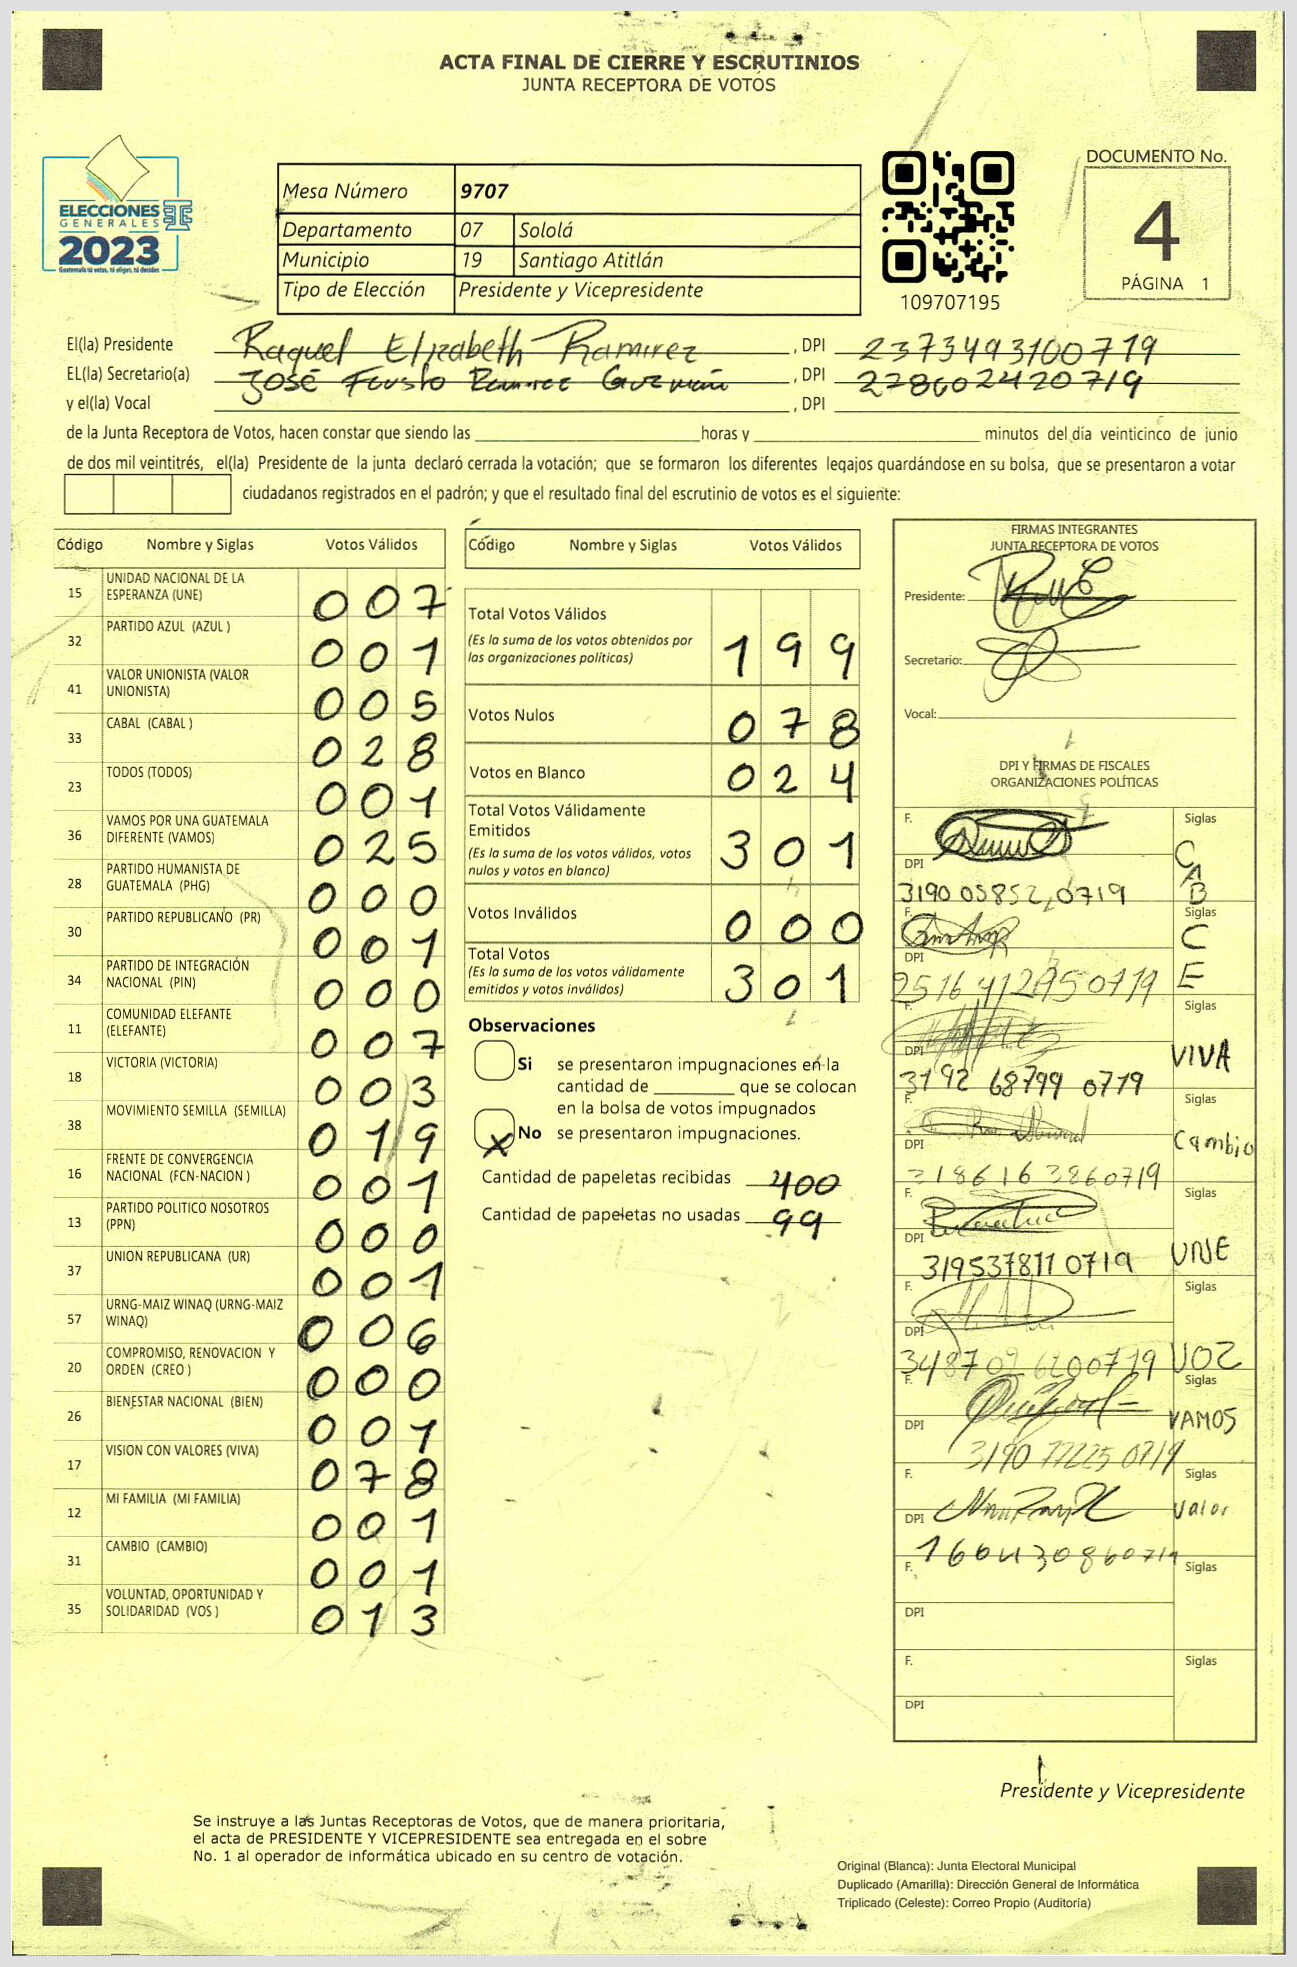 ACTA FINAL DE CIERRE Y ESCRUTINIOS
JUNTA RECEPTORA DE VOTOS
ELECCIONES
GENERALES
2023
Guatemala tú votas, tú eliges, tú decides
Mesa Número 9707
Departamento 07 Sololá
Municipio 19 Santiago Atitlán
Tipo de Elección Presidente y Vicepresidente
109707195
DOCUMENTO No.
4
PÁGINA 1
El(la) Presidente Raquel Elizabeth Ramirez , DPI 2373493100719
EL(la) Secretario(a) José Fausto Ramirez Guzmán , DPI 278602420719
y el(la) Vocal , DPI
de la Junta Receptora de Votos, hacen constar que siendo las horas y minutos del día veinticinco de junio
de dos mil veintitrés, el(la) Presidente de la junta declaró cerrada la votación; que se formaron los diferentes legajos guardándose en su bolsa, que se presentaron a votar
ciudadanos registrados en el padrón; y que el resultado final del escrutinio de votos es el siguiente:
Código Nombre y Siglas Votos Válidos
15 UNIDAD NACIONAL DE LA ESPERANZA (UNE) 007
32 PARTIDO AZUL (AZUL ) 001
41 VALOR UNIONISTA (VALOR UNIONISTA) 005
33 CABAL (CABAL ) 028
23 TODOS (TODOS) 001
36 VAMOS POR UNA GUATEMALA DIFERENTE (VAMOS) 025
28 PARTIDO HUMANISTA DE GUATEMALA (PHG) 000
30 PARTIDO REPUBLICANO (PR) 001
34 PARTIDO DE INTEGRACIÓN NACIONAL (PIN) 000
11 COMUNIDAD ELEFANTE (ELEFANTE) 007
18 VICTORIA (VICTORIA) 003
38 MOVIMIENTO SEMILLA (SEMILLA) 019
16 FRENTE DE CONVERGENCIA NACIONAL (FCN-NACION ) 001
13 PARTIDO POLITICO NOSOTROS (PPN) 000
37 UNION REPUBLICANA (UR) 001
57 URNG-MAIZ WINAQ (URNG-MAIZ WINAQ) 006
20 COMPROMISO, RENOVACION Y ORDEN (CREO ) 000
26 BIENESTAR NACIONAL (BIEN) 001
17 VISION CON VALORES (VIVA) 078
12 MI FAMILIA (MI FAMILIA) 001
31 CAMBIO (CAMBIO) 001
35 VOLUNTAD, OPORTUNIDAD Y SOLIDARIDAD (VOS ) 013
Código Nombre y Siglas Votos Válidos
Total Votos Válidos 199
(Es la suma de los votos obtenidos por
las organizaciones políticas)
Votos Nulos 078
Votos en Blanco 024
Total Votos Válidamente
Emitidos 301
(Es la suma de los votos válidos, votos
nulos y votos en blanco)
Votos Inválidos 000
Total Votos 301
(Es la suma de los votos válidamente
emitidos y votos inválidos)
Observaciones
Si se presentaron impugnaciones en la
cantidad de que se colocan
en la bolsa de votos impugnados
X No se presentaron impugnaciones.
Cantidad de papeletas recibidas 400
Cantidad de papeletas no usadas 99
FIRMAS INTEGRANTES
JUNTA RECEPTORA DE VOTOS
Presidente:
Secretario:
Vocal:
DPI Y FIRMAS DE FISCALES
ORGANIZACIONES POLÍTICAS
F. Siglas CAB
DPI 3190 05852, 0719
F. Siglas CE
DPI
F. Siglas VIVA
DPI 3192 68799 0719
F. Siglas Cambio
DPI 3186163860719
F. Siglas UNE
DPI 3195378110719
F. VOZ
DPI
F. Siglas VAMOS
DPI 3190 77225 0719
F. Siglas Valor
DPI
F. Siglas
DPI
F. Siglas
DPI
Presidente y Vicepresidente
Se instruye a las Juntas Receptoras de Votos, que de manera prioritaria,
el acta de PRESIDENTE Y VICEPRESIDENTE sea entregada en el sobre
No. 1 al operador de informática ubicado en su centro de votación.
Original (Blanca): Junta Electoral Municipal
Duplicado (Amarilla): Dirección General de Informática
Triplicado (Celeste): Correo Propio (Auditoría)